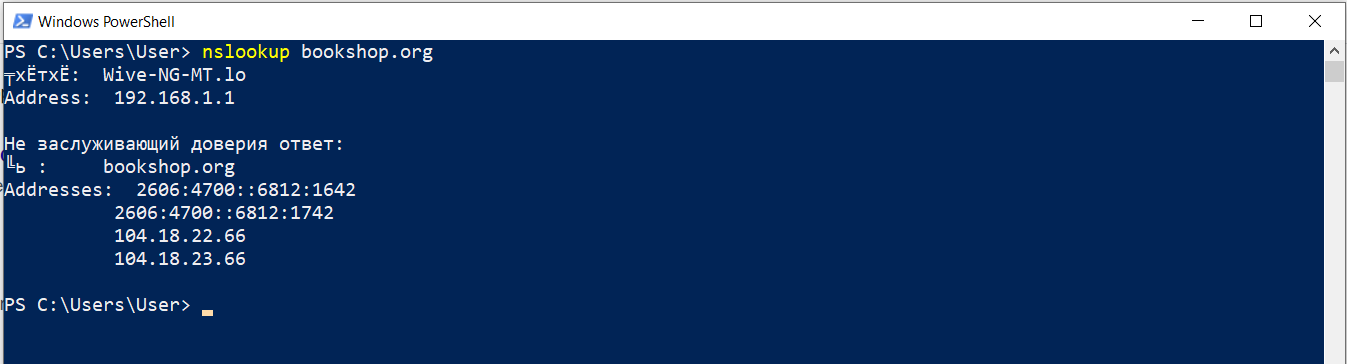 Windows PowerShell
PS C:\Users\User> nslookup bookshop.org
╤хЁтхЁ:  Wive-NG-MT.lo
Address:  192.168.1.1
Не заслуживающий доверия ответ:
╚ь :     bookshop.org
Addresses:  2606:4700::6812:1642
          2606:4700::6812:1742
          104.18.22.66
          104.18.23.66
PS C:\Users\User>